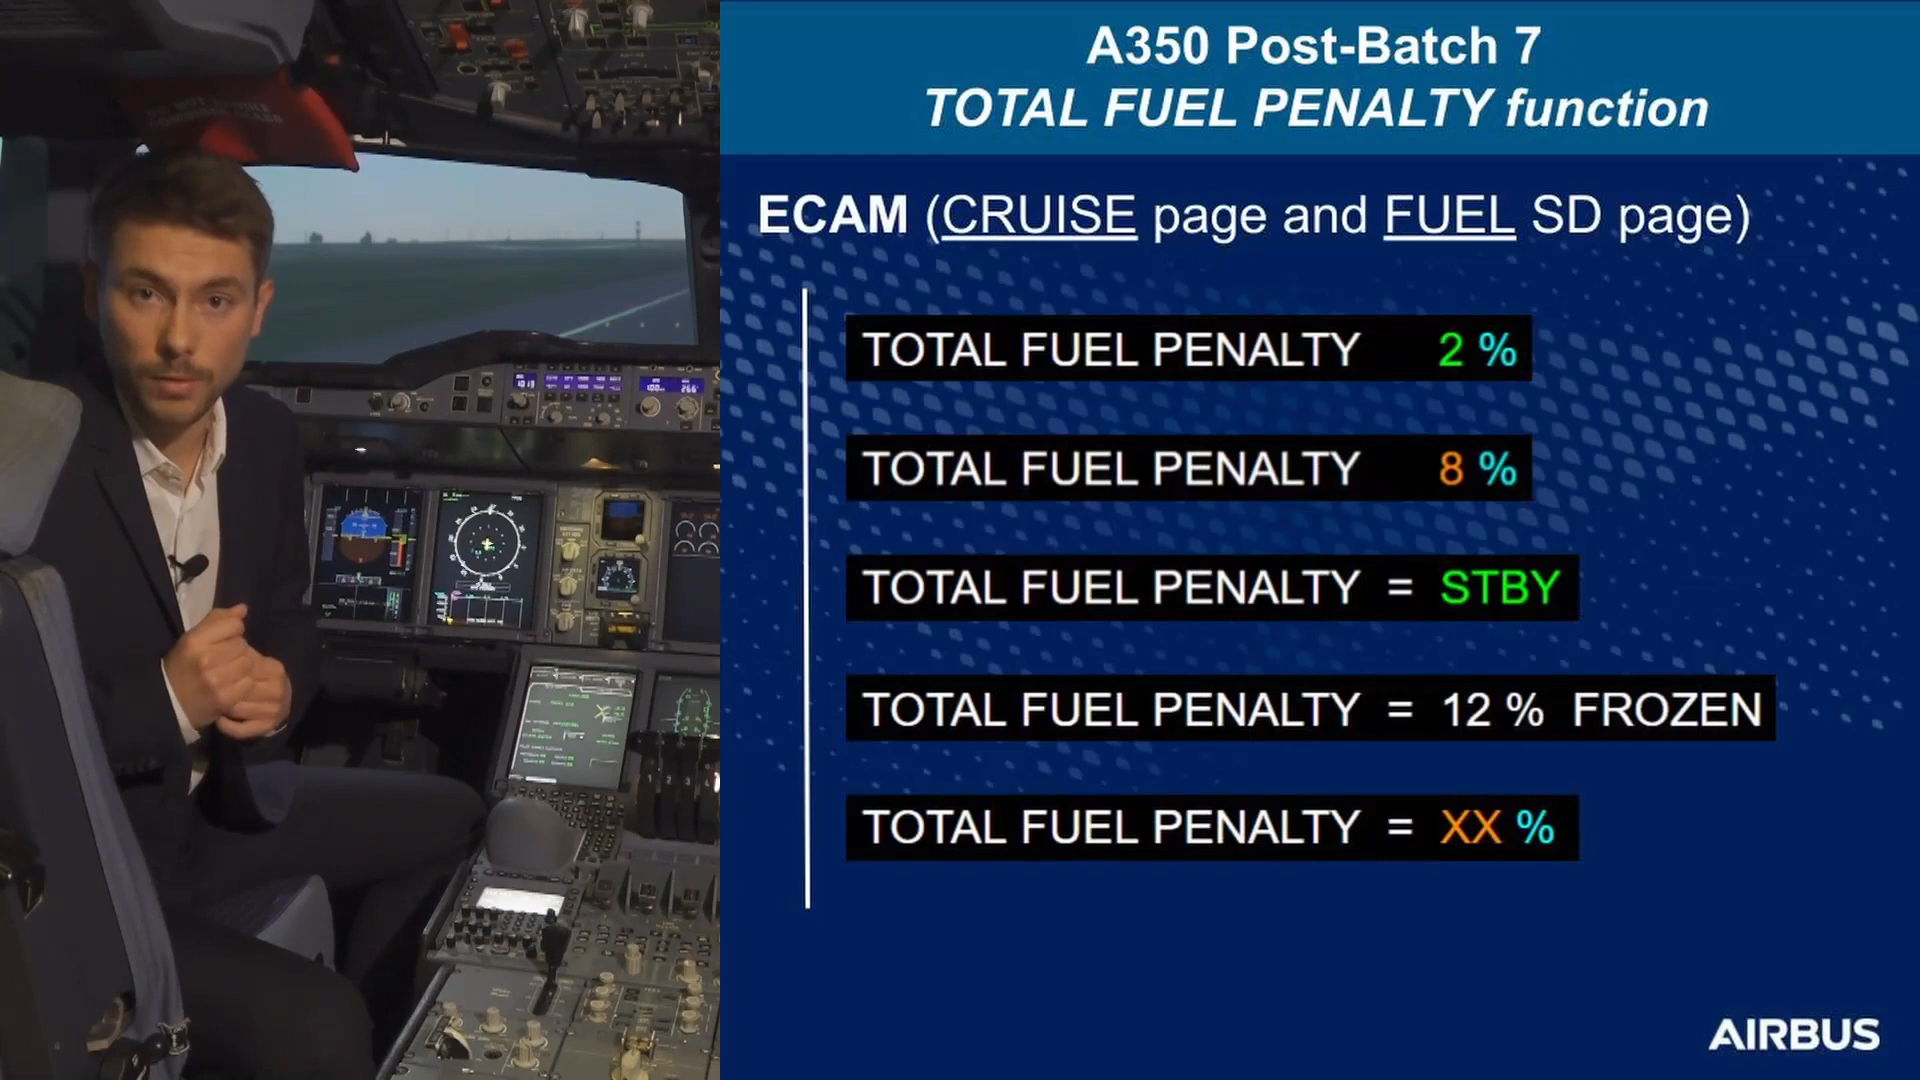 A350 Post-Batch 7
TOTAL FUEL PENALTY function
ECAM (CRUISE page and FUEL SD page)
TOTAL FUEL PENALTY 2 %
TOTAL FUEL PENALTY 8 %
TOTAL FUEL PENALTY = STBY
TOTAL FUEL PENALTY = 12 % FROZEN
TOTAL FUEL PENALTY = XX %
AIRBUS